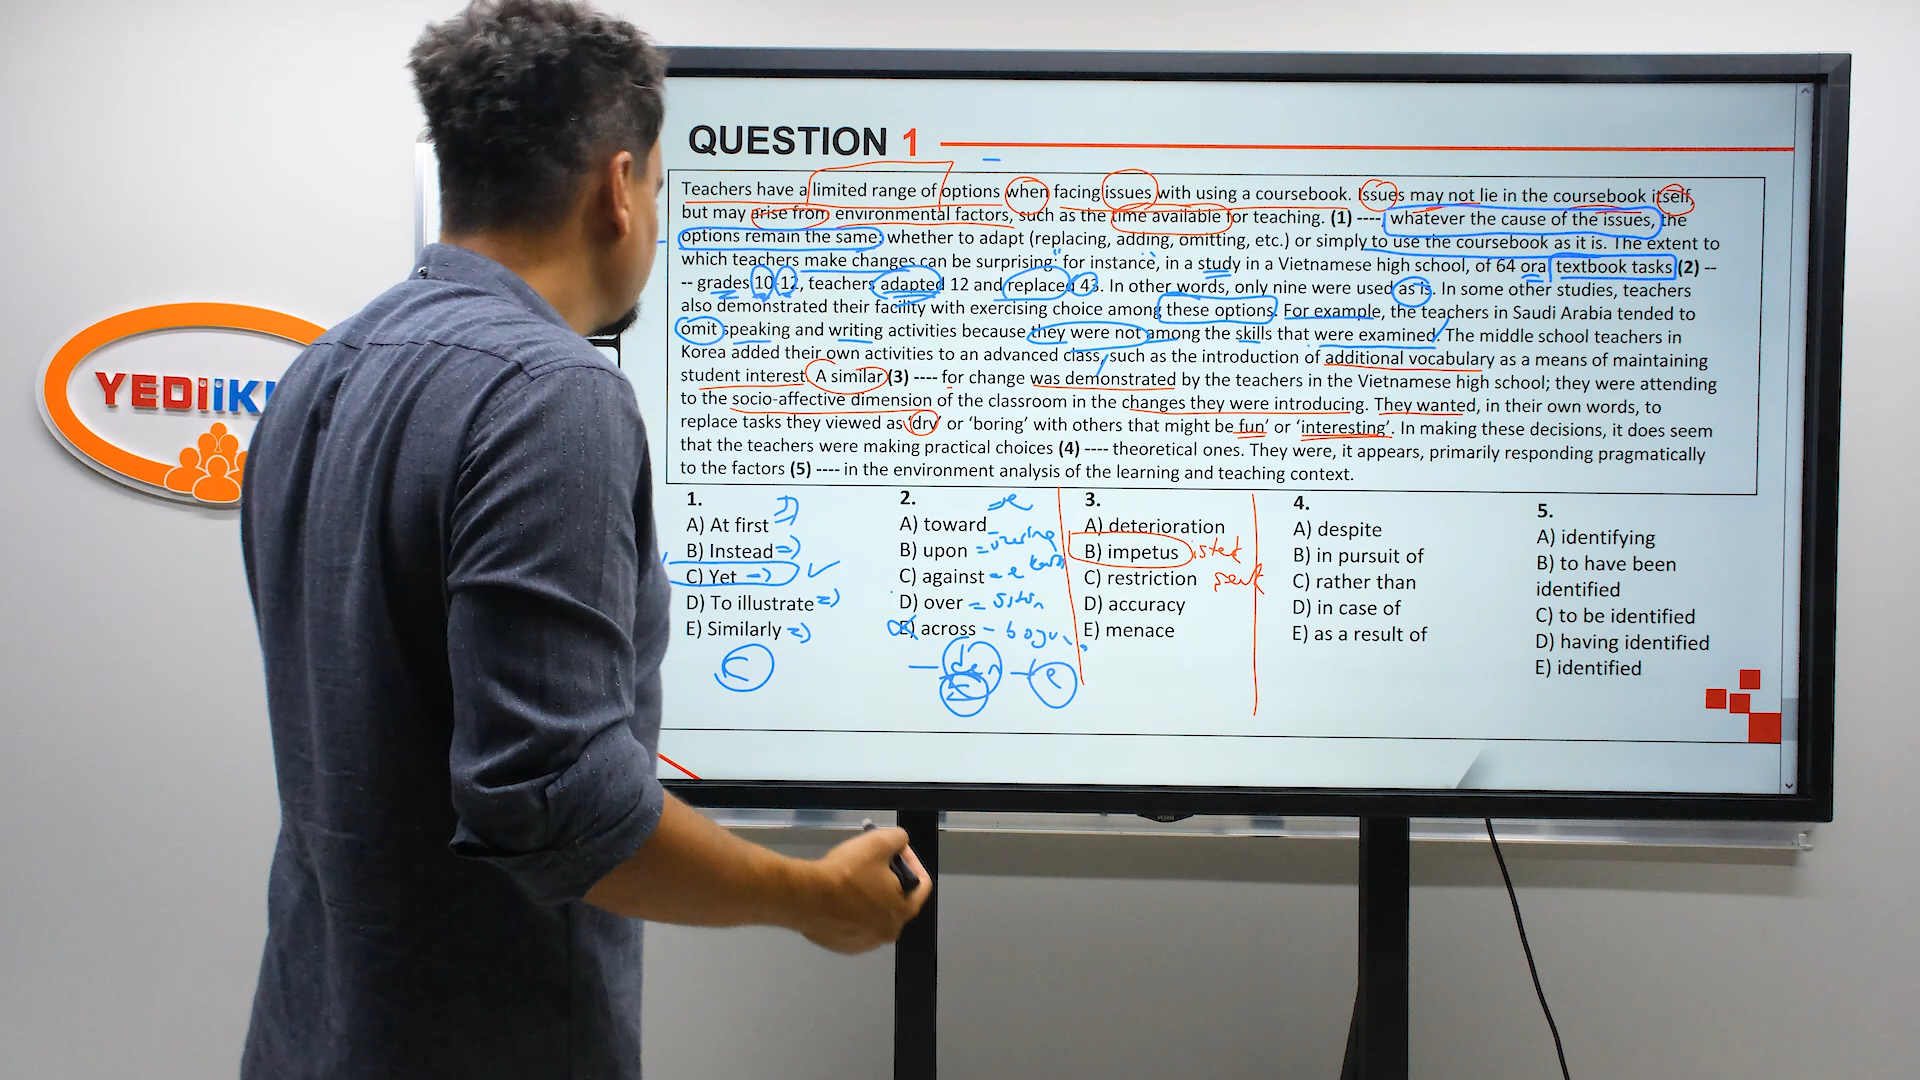 YEDiiKİ
QUESTION 1
Teachers have a limited range of options when facing issues with using a coursebook. Issues may not lie in the coursebook itself,
but may arise from environmental factors, such as the time available for teaching. (1) ---- , whatever the cause of the issues, the
options remain the same: whether to adapt (replacing, adding, omitting, etc.) or simply to use the coursebook as it is. The extent to
which teachers make changes can be surprising: for instance, in a study in a Vietnamese high school, of 64 oral textbook tasks (2) --
-- grades 10-12, teachers adapted 12 and replaced 43. In other words, only nine were used as is. In some other studies, teachers
also demonstrated their facility with exercising choice among these options. For example, the teachers in Saudi Arabia tended to
omit speaking and writing activities because they were not among the skills that were examined. The middle school teachers in
Korea added their own activities to an advanced class, such as the introduction of additional vocabulary as a means of maintaining
student interest. A similar (3) ---- for change was demonstrated by the teachers in the Vietnamese high school; they were attending
to the socio-affective dimension of the classroom in the changes they were introducing. They wanted, in their own words, to
replace tasks they viewed as 'dry' or 'boring' with others that might be fun' or 'interesting'. In making these decisions, it does seem
that the teachers were making practical choices (4) ---- theoretical ones. They were, it appears, primarily responding pragmatically
to the factors (5) ---- in the environment analysis of the learning and teaching context.
1.
A) At first
B) Instead
C) Yet
D) To illustrate
E) Similarly
C
2.
A) toward
B) upon = üzerine
C) against
D) over
E) across
den - e
3.
A) deterioration
B) impetus
C) restriction
D) accuracy
E) menace
4.
A) despite
B) in pursuit of
C) rather than
D) in case of
E) as a result of
5.
A) identifying
B) to have been
identified
C) to be identified
D) having identified
E) identified